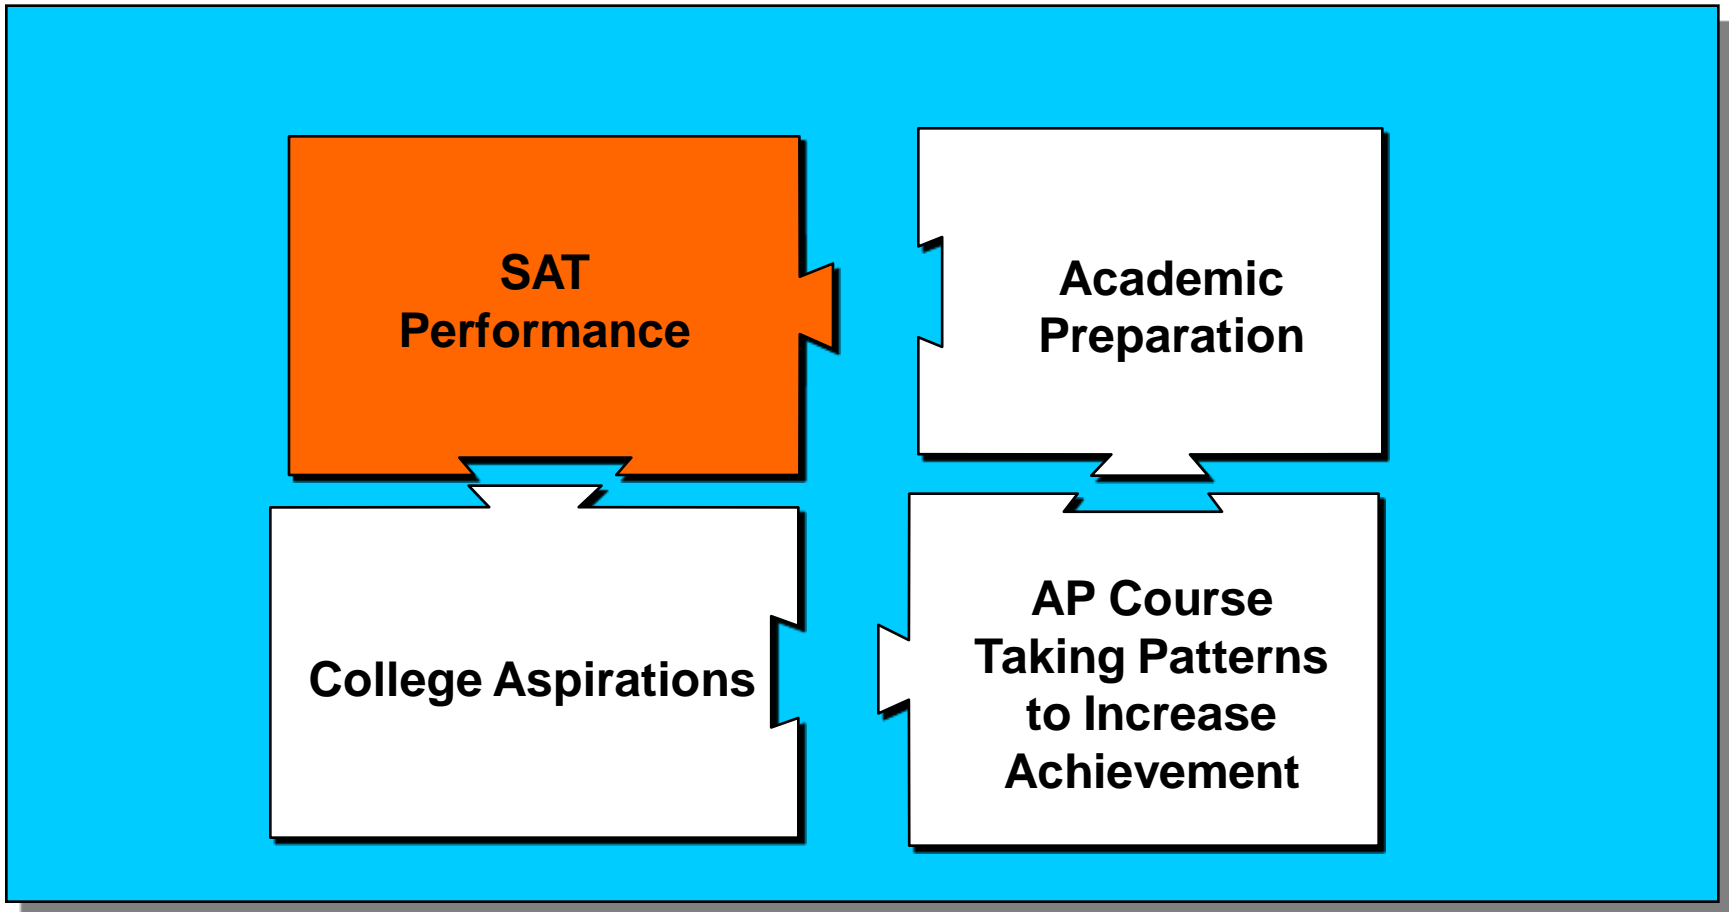 SAT
Performance
Academic
Preparation
College Aspirations
AP Course
Taking Patterns
to Increase
Achievement